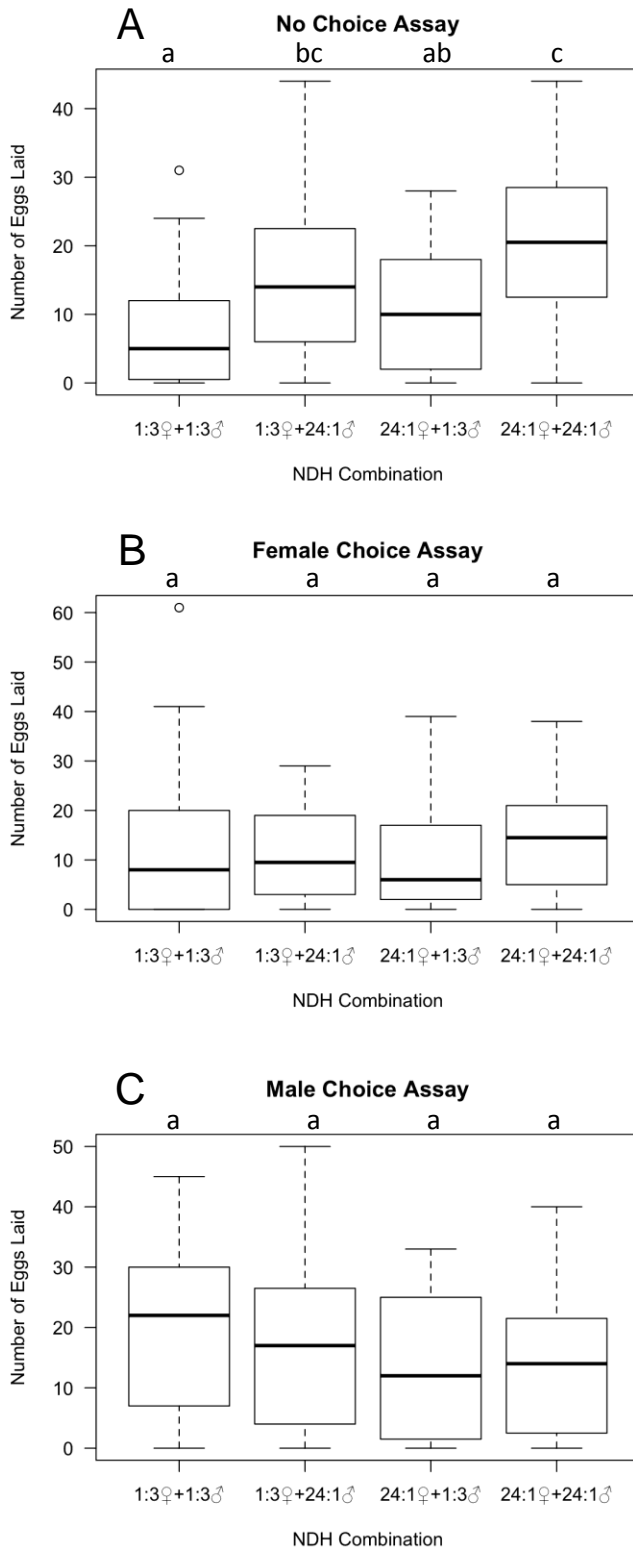 A
No Choice Assay
a bc ab c
Number of Eggs Laid
40
30
20
10
0
1:3♀+1:3♂ 1:3♀+24:1♂ 24:1♀+1:3♂ 24:1♀+24:1♂
NDH Combination
B
Female Choice Assay
a a a a
Number of Eggs Laid
60
50
40
30
20
10
0
1:3♀+1:3♂ 1:3♀+24:1♂ 24:1♀+1:3♂ 24:1♀+24:1♂
NDH Combination
C
Male Choice Assay
a a a a
Number of Eggs Laid
50
40
30
20
10
0
1:3♀+1:3♂ 1:3♀+24:1♂ 24:1♀+1:3♂ 24:1♀+24:1♂
NDH Combination